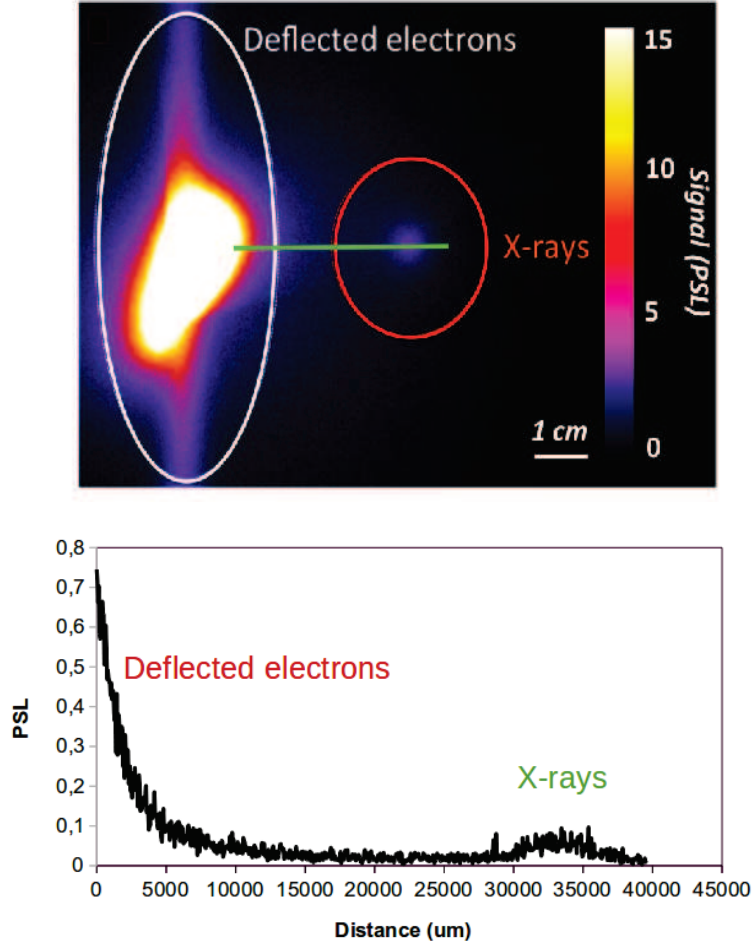 Deflected electrons
15
10
5
0
Signal (PSL)
X-rays
1 cm
0,8
0,7
0,6
0,5
0,4
0,3
0,2
0,1
0
PSL
Deflected electrons
X-rays
0 5000 10000 15000 20000 25000 30000 35000 40000 45000
Distance (um)